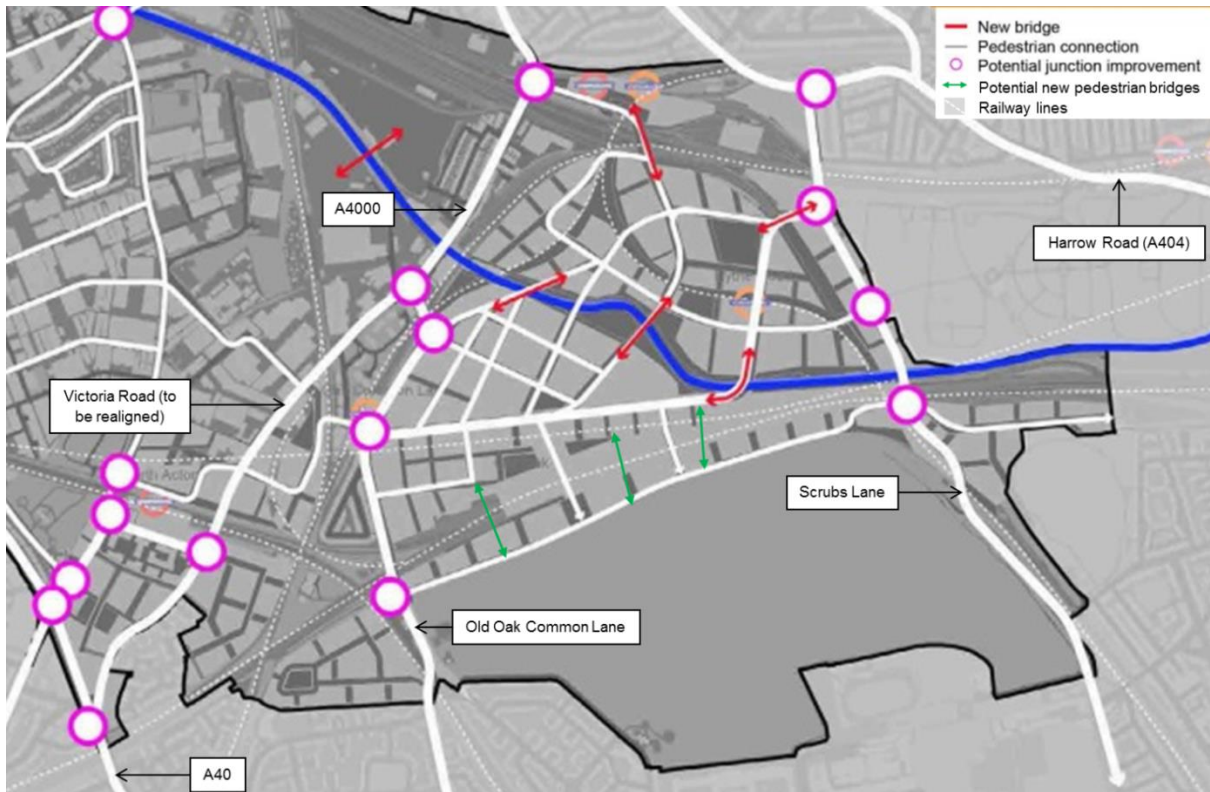 New bridge
Pedestrian connection
Potential junction improvement
Potential new pedestrian bridges
Railway lines
A4000
Harrow Road (A404)
Victoria Road (to
be realigned)
Scrubs Lane
Old Oak Common Lane
A40